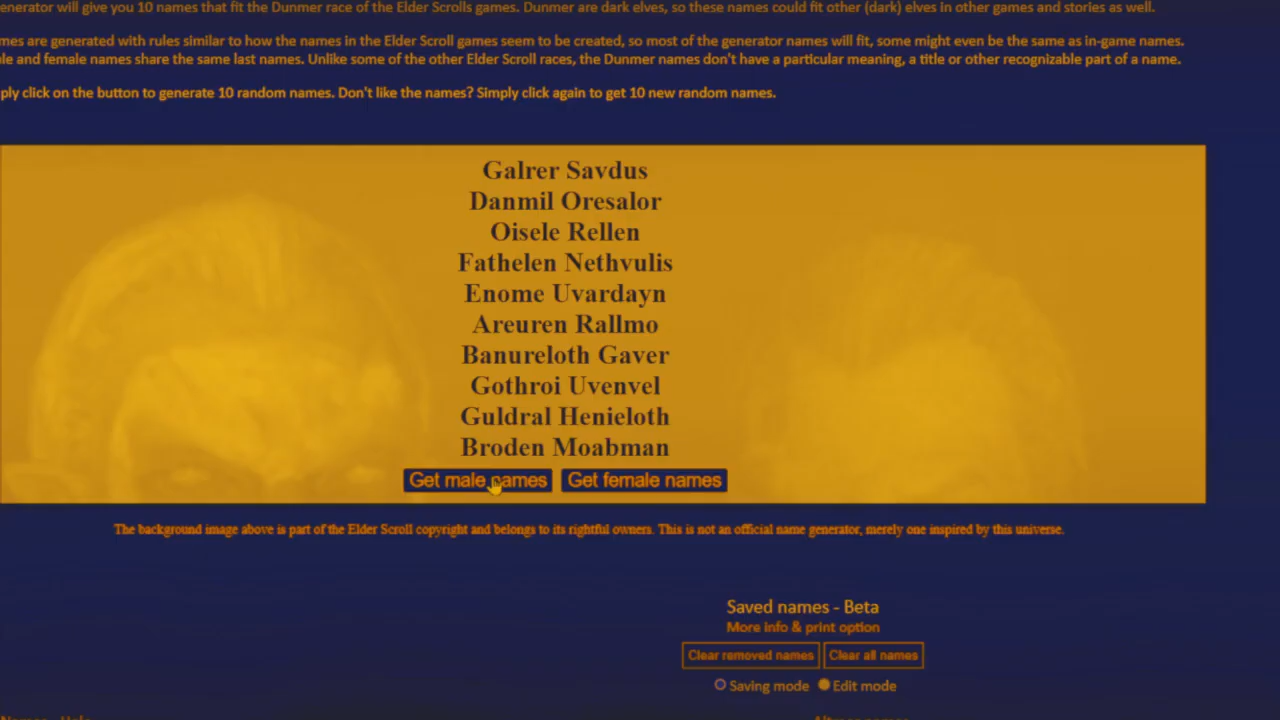 enerator will give you 10 names that fit the Dunmer race of the Elder Scrolls games. Dunmer are dark elves, so these names could fit other (dark) elves in other games and stories as well.
mes are generated with rules similar to how the names in the Elder Scroll games seem to be created, so most of the generator names will fit, some might even be the same as in-game names.
le and female names share the same last names. Unlike some of the other Elder Scroll races, the Dunmer names don't have a particular meaning, a title or other recognizable part of a name.
ply click on the button to generate 10 random names. Don't like the names? Simply click again to get 10 new random names.
Galrer Savdus
Danmil Oresalor
Oisele Rellen
Fathelen Nethvulis
Enome Uvardayn
Areuren Rallmo
Banureloth Gaver
Gothroi Uvenvel
Guldral Henieloth
Broden Moabman
Get male names Get female names
The background image above is part of the Elder Scroll copyright and belongs to its rightful owners. This is not an official name generator, merely one inspired by this universe.
Saved names - Beta
More info & print option
Clear removed names Clear all names
Saving mode Edit mode